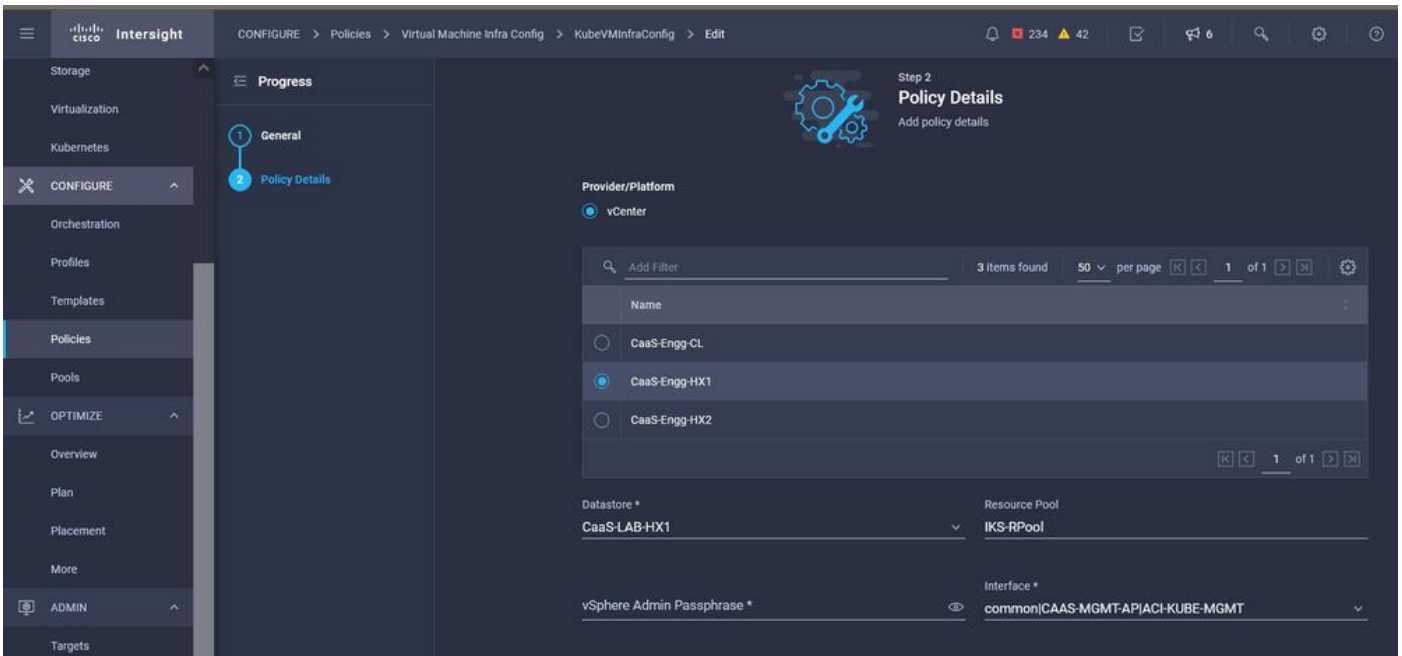 cisco Intersight
CONFIGURE > Policies > Virtual Machine Infra Config > KubeVMInfraConfig > Edit
234 42
6
Storage
Virtualization
Kubernetes
CONFIGURE
Orchestration
Profiles
Templates
Policies
Pools
OPTIMIZE
Overview
Plan
Placement
More
ADMIN
Targets
Progress
1 General
2 Policy Details
Step 2
Policy Details
Add policy details
Provider/Platform
vCenter
Add Filter
3 items found 50 per page 1 of 1
Name
CaaS-Engg-CL
CaaS-Engg-HX1
CaaS-Engg-HX2
1 of 1
Datastore *
CaaS-LAB-HX1
Resource Pool
IKS-RPool
vSphere Admin Passphrase *
Interface *
common|CAAS-MGMT-AP|ACI-KUBE-MGMT